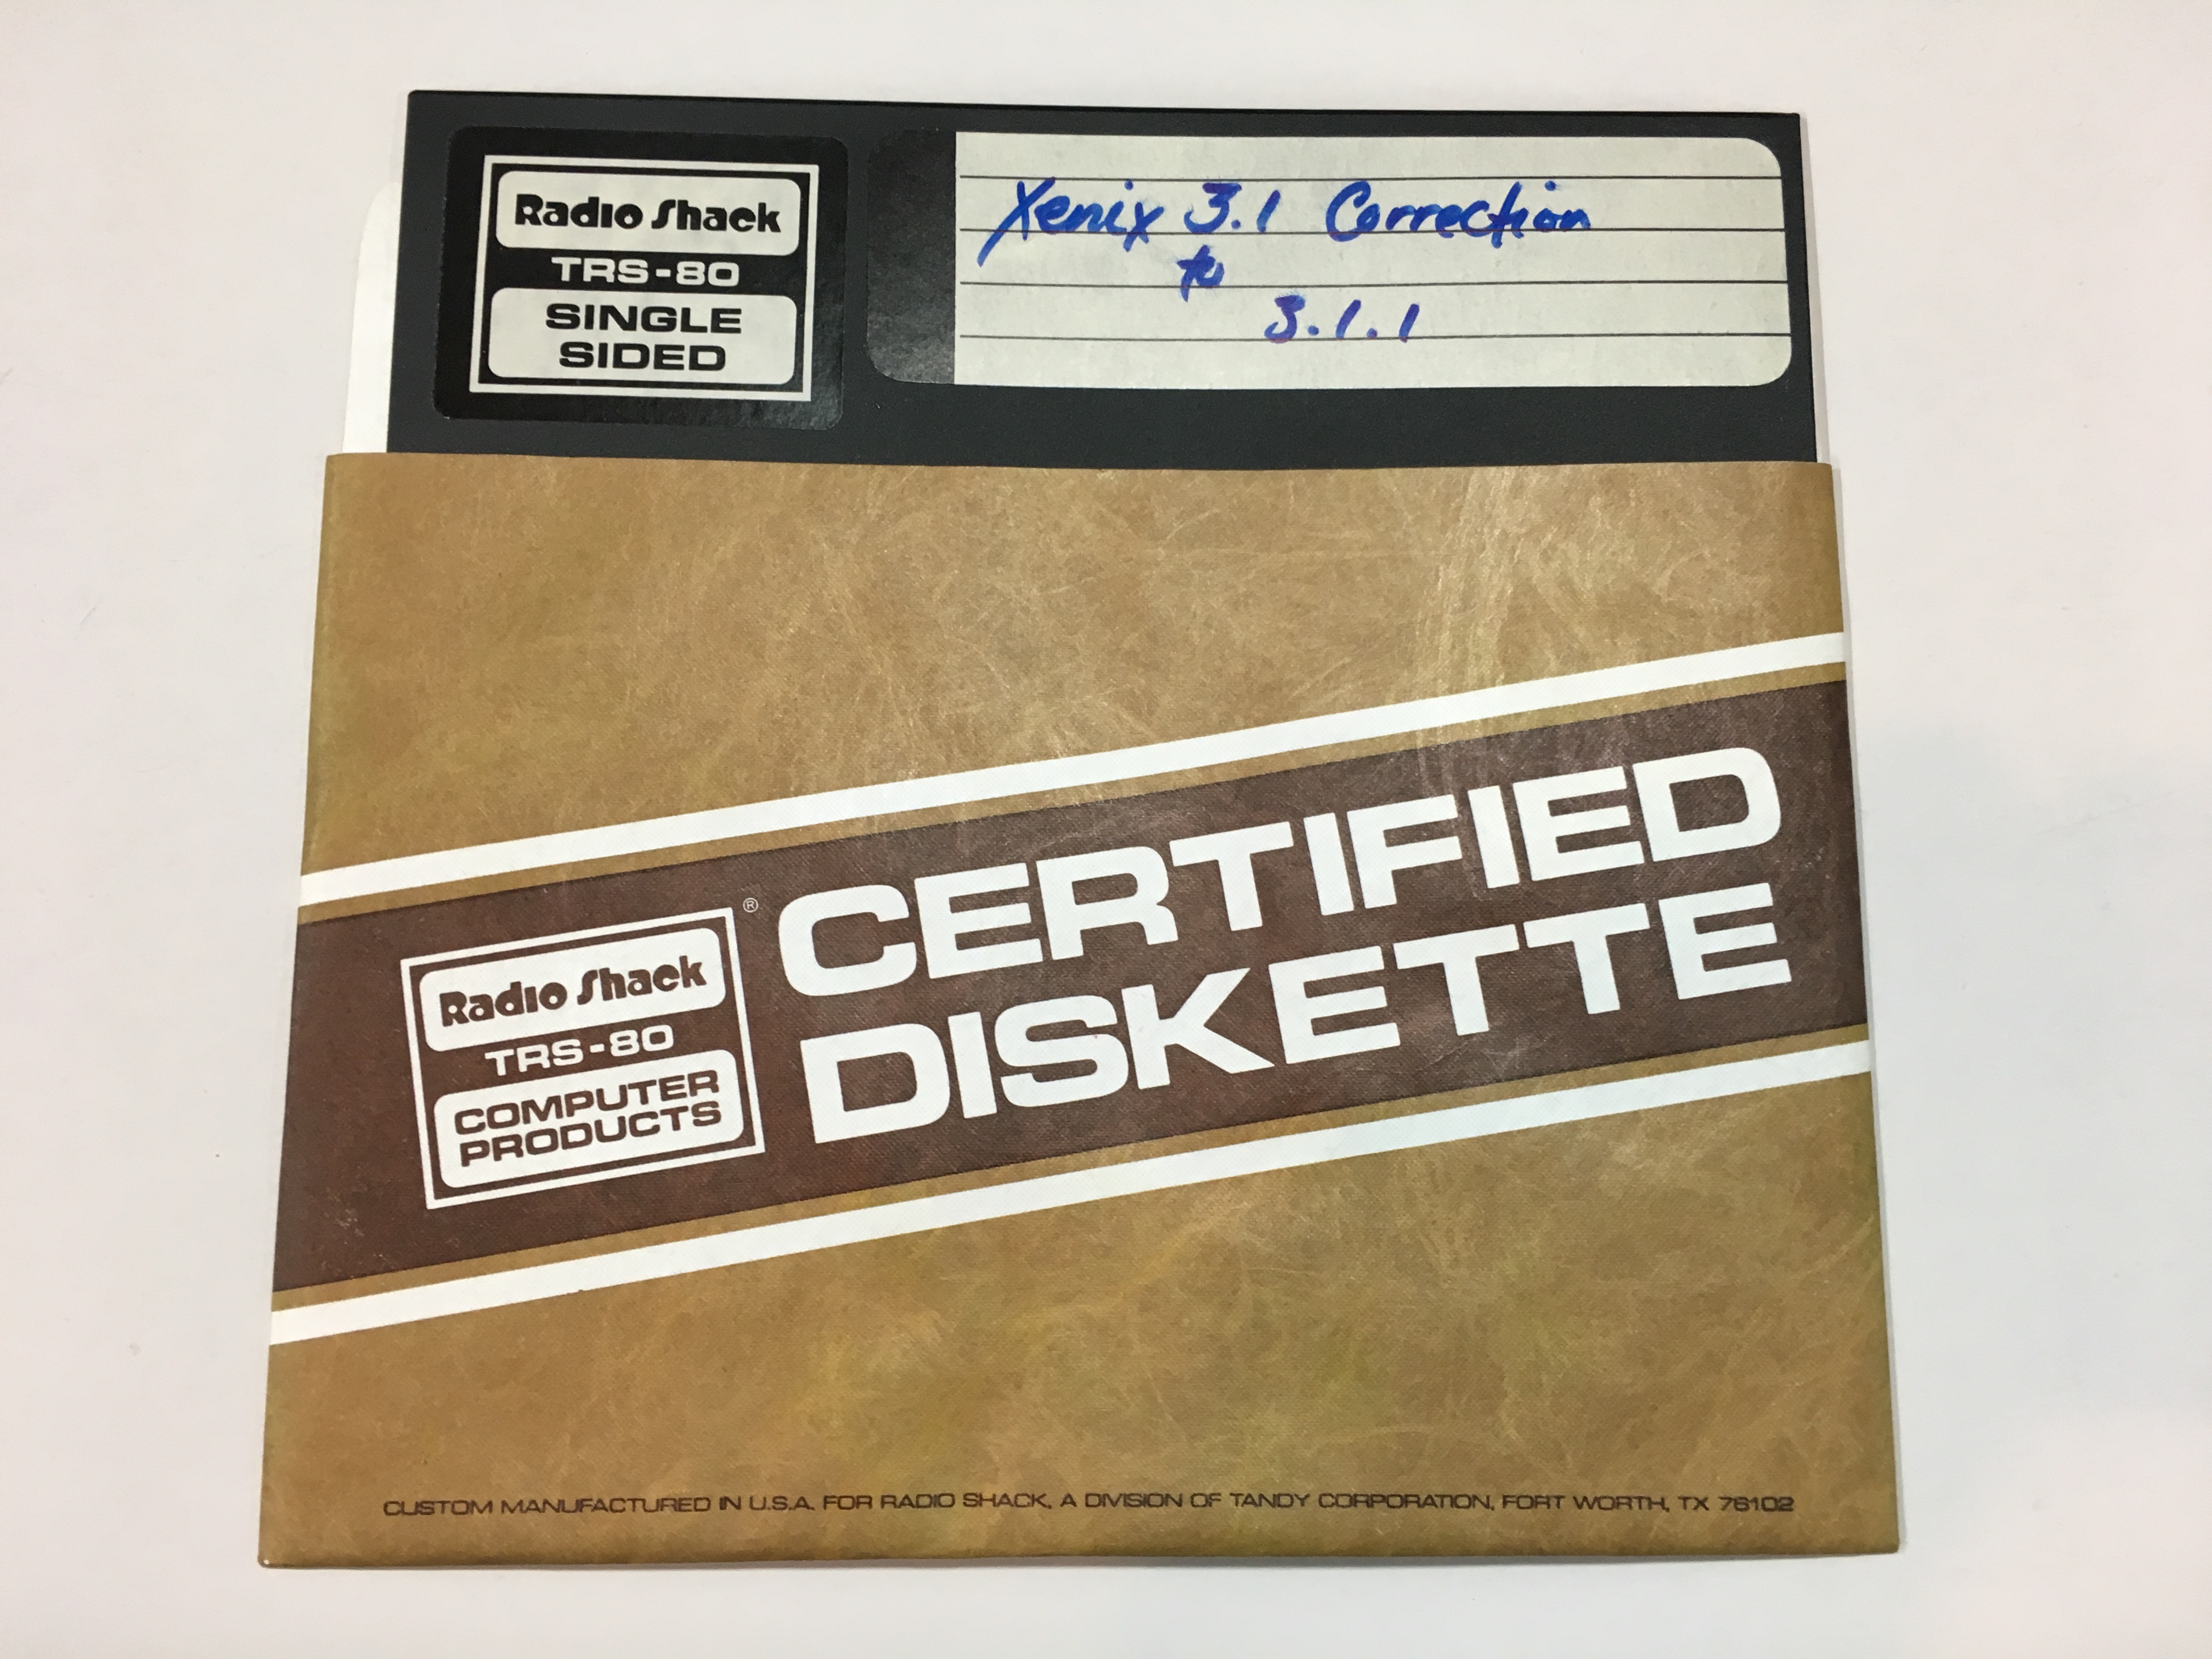 Radio Shack
TRS-80
SINGLE
SIDED
Xenix 3.1 Correction
to
3.1.1
CERTIFIED
DISKETTE
®
Radio Shack
TRS-80
COMPUTER
PRODUCTS
CUSTOM MANUFACTURED IN U.S.A. FOR RADIO SHACK, A DIVISION OF TANDY CORPORATION, FORT WORTH, TX 76102